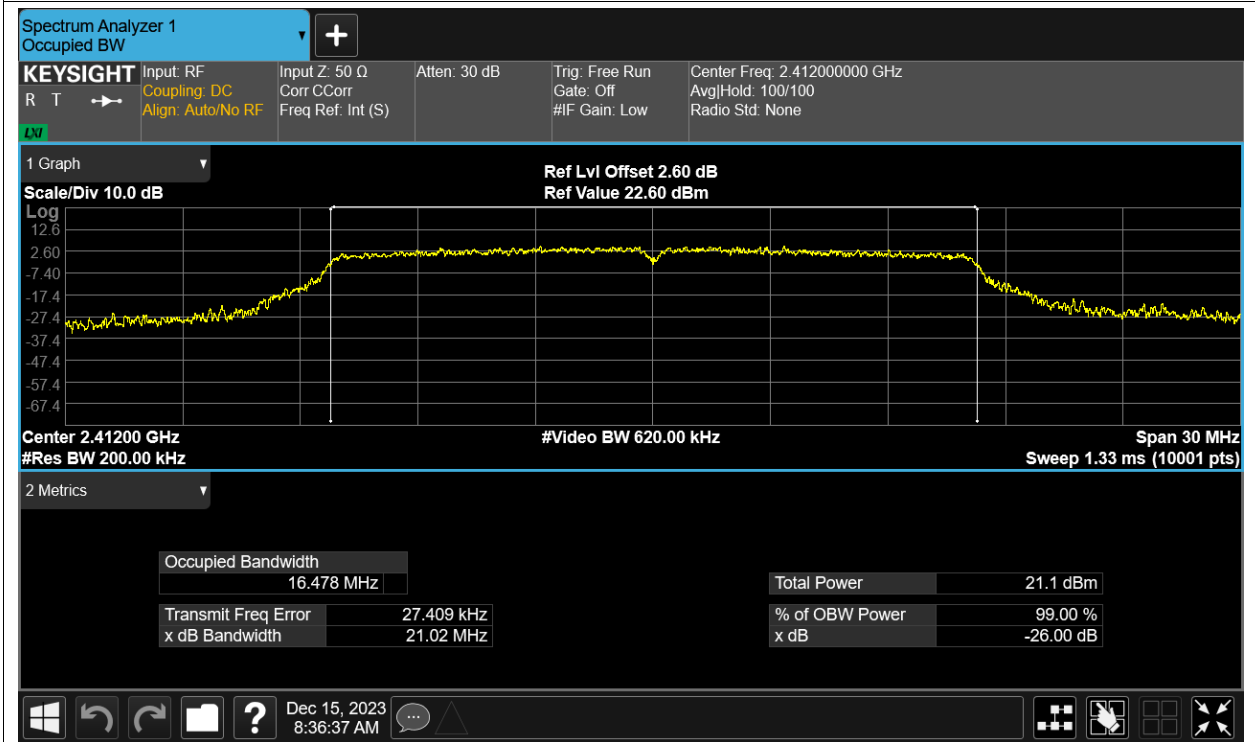 Spectrum Analyzer 1
Occupied BW
KEYSIGHT
R T
LXI
Input: RF
Coupling: DC
Align: Auto/No RF
Input Z: 50 Ω
Corr CCorr
Freq Ref: Int (S)
Atten: 30 dB
Trig: Free Run
Gate: Off
#IF Gain: Low
Center Freq: 2.412000000 GHz
Avg|Hold: 100/100
Radio Std: None
1 Graph
Scale/Div 10.0 dB
Ref Lvl Offset 2.60 dB
Ref Value 22.60 dBm
Log
12.6
2.60
-7.40
-17.4
-27.4
-37.4
-47.4
-57.4
-67.4
Center 2.41200 GHz
#Res BW 200.00 kHz
#Video BW 620.00 kHz
Span 30 MHz
Sweep 1.33 ms (10001 pts)
2 Metrics
Occupied Bandwidth
16.478 MHz
Transmit Freq Error 27.409 kHz
x dB Bandwidth 21.02 MHz
Total Power 21.1 dBm
% of OBW Power 99.00 %
x dB -26.00 dB
?
Dec 15, 2023
8:36:37 AM